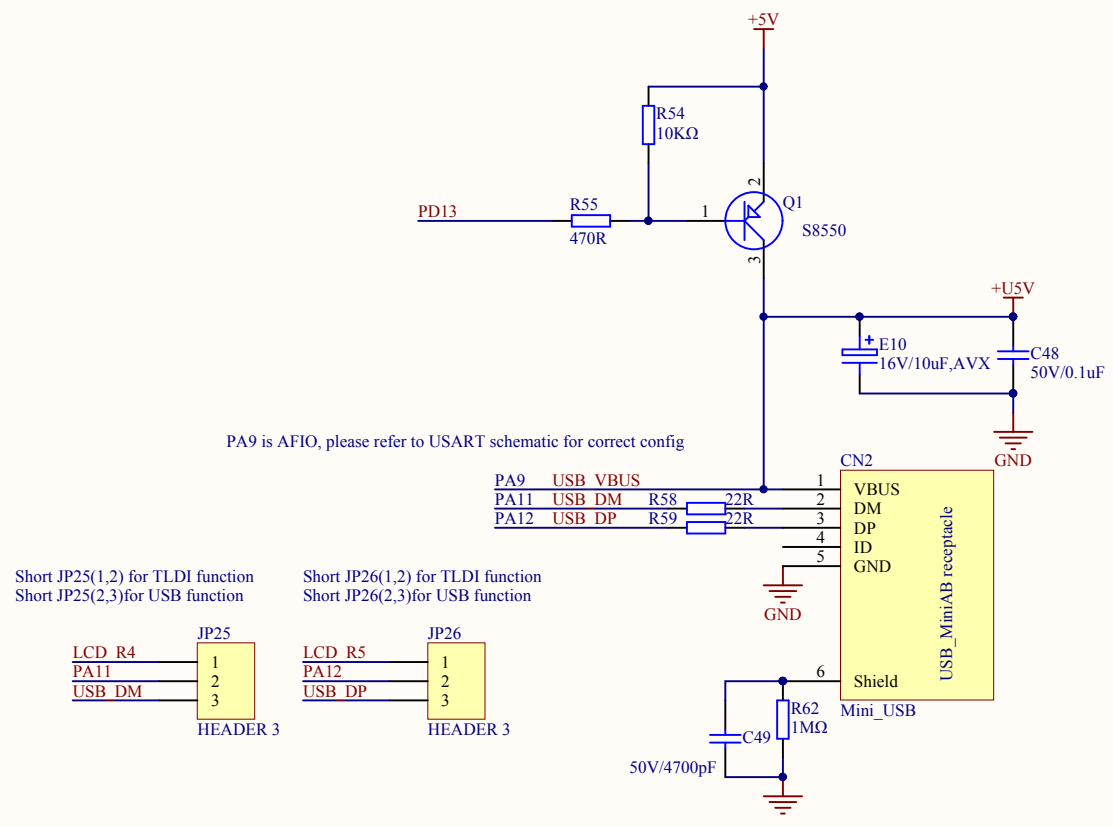 +5V
R54
10KΩ
2
PD13
R55
470R
1
Q1
S8550
3
+U5V
+
E10
16V/10uF,AVX
C48
50V/0.1uF
GND
PA9 is AFIO, please refer to USART schematic for correct config
CN2
PA9 USB_VBUS 1 VBUS
PA11 USB_DM R58 22R 2 DM
PA12 USB_DP R59 22R 3 DP
4 ID
5 GND
GND
USB_MiniAB receptacle
6 Shield
Mini_USB
R62
1MΩ
C49
50V/4700pF
Short JP25(1,2) for TLDI function
Short JP25(2,3)for USB function
JP25
LCD_R4 1
PA11 2
USB_DM 3
HEADER 3
Short JP26(1,2) for TLDI function
Short JP26(2,3)for USB function
JP26
LCD_R5 1
PA12 2
USB_DP 3
HEADER 3